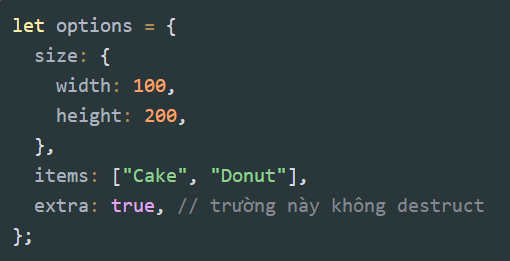 let options = {
  size: {
    width: 100,
    height: 200,
  },
  items: ["Cake", "Donut"],
  extra: true, // trường này không destruct
};